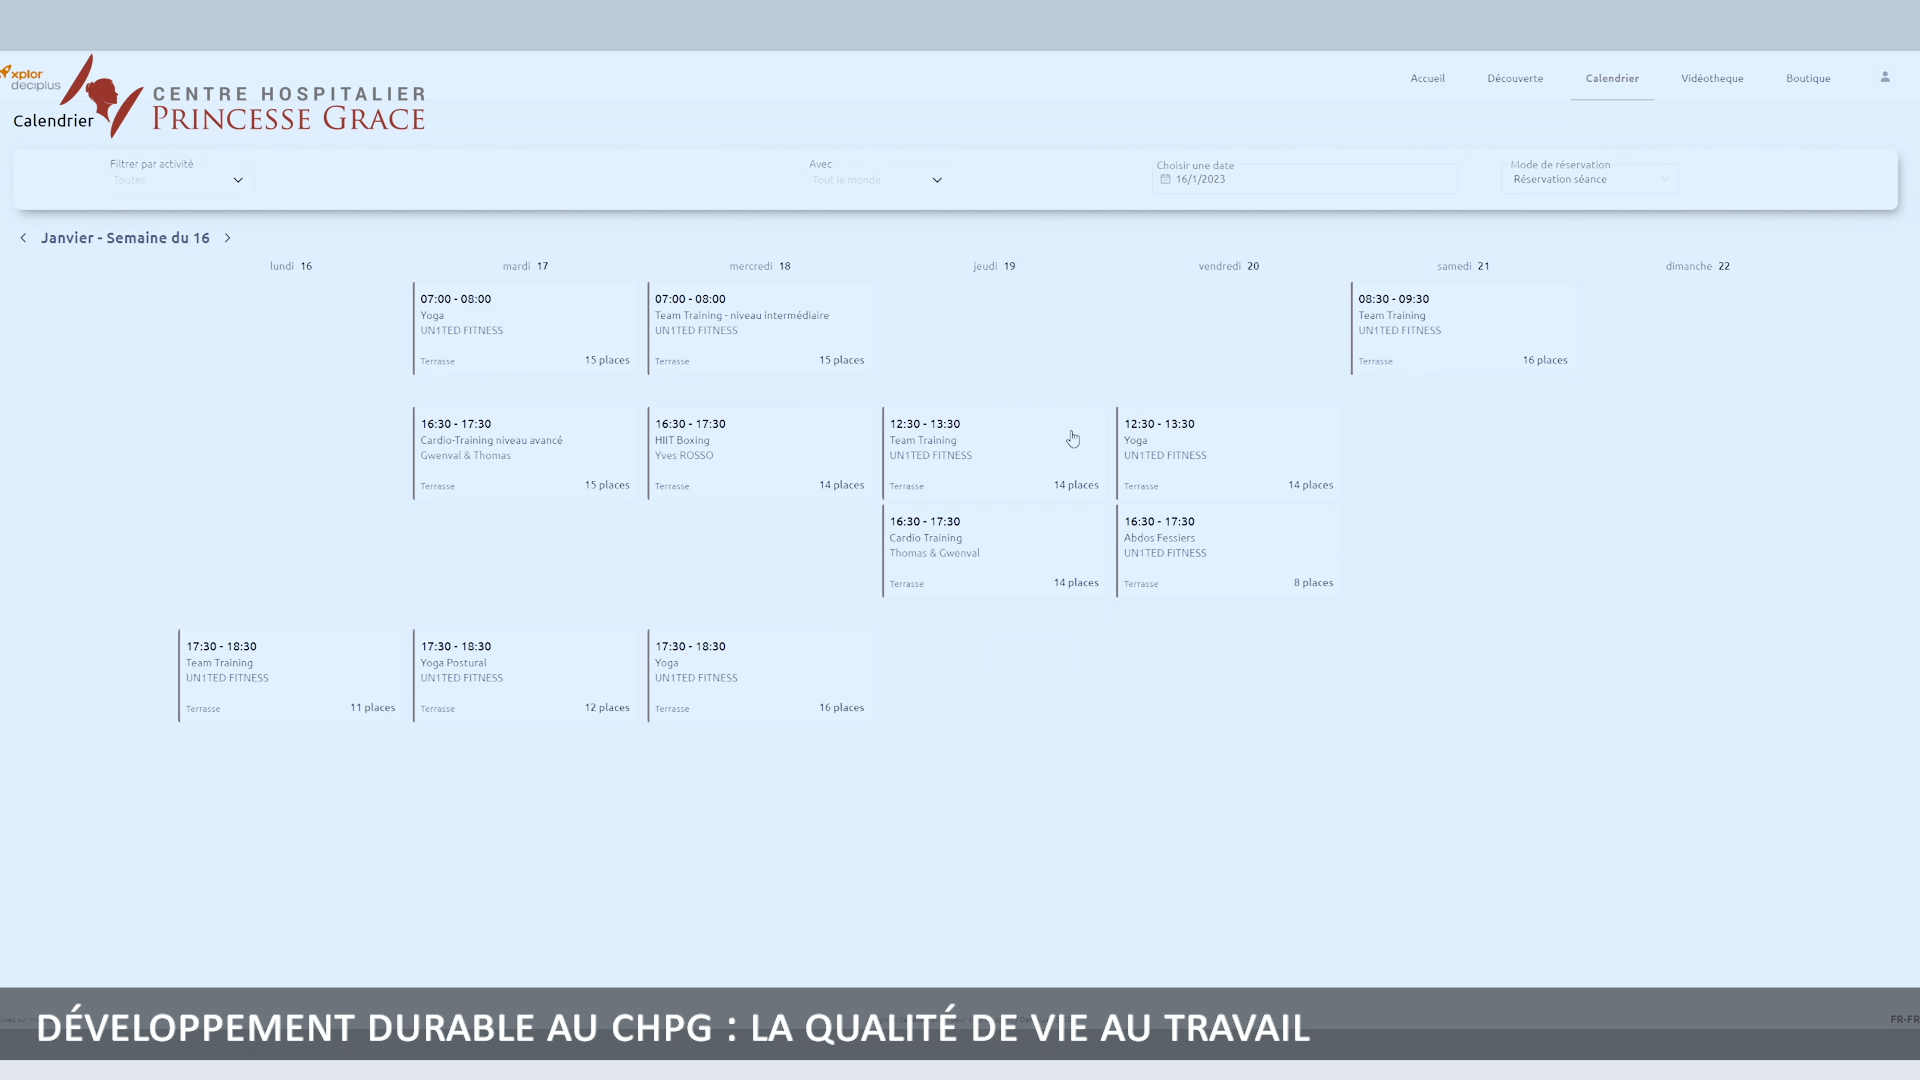 xplor
deciplus
CENTRE HOSPITALIER
PRINCESSE GRACE
Accueil
Découverte
Calendrier
Vidéotheque
Boutique
Calendrier
Filtrer par activité
Toutes
Avec
Tout le monde
Choisir une date
16/1/2023
Mode de réservation
Réservation séance
Janvier - Semaine du 16
lundi 16
mardi 17
mercredi 18
jeudi 19
vendredi 20
samedi 21
dimanche 22
07:00 - 08:00
Yoga
UN1TED FITNESS
Terrasse
15 places
07:00 - 08:00
Team Training - niveau intermédiaire
UN1TED FITNESS
Terrasse
15 places
08:30 - 09:30
Team Training
UN1TED FITNESS
Terrasse
16 places
16:30 - 17:30
Cardio-Training niveau avancé
Gwenval & Thomas
Terrasse
15 places
16:30 - 17:30
HIIT Boxing
Yves ROSSO
Terrasse
14 places
12:30 - 13:30
Team Training
UN1TED FITNESS
Terrasse
14 places
12:30 - 13:30
Yoga
UN1TED FITNESS
Terrasse
14 places
16:30 - 17:30
Cardio Training
Thomas & Gwenval
Terrasse
14 places
16:30 - 17:30
Abdos Fessiers
UN1TED FITNESS
Terrasse
8 places
17:30 - 18:30
Team Training
UN1TED FITNESS
Terrasse
11 places
17:30 - 18:30
Yoga Postural
UN1TED FITNESS
Terrasse
12 places
17:30 - 18:30
Yoga
UN1TED FITNESS
Terrasse
16 places
DÉVELOPPEMENT DURABLE AU CHPG : LA QUALITÉ DE VIE AU TRAVAIL
FR-FR